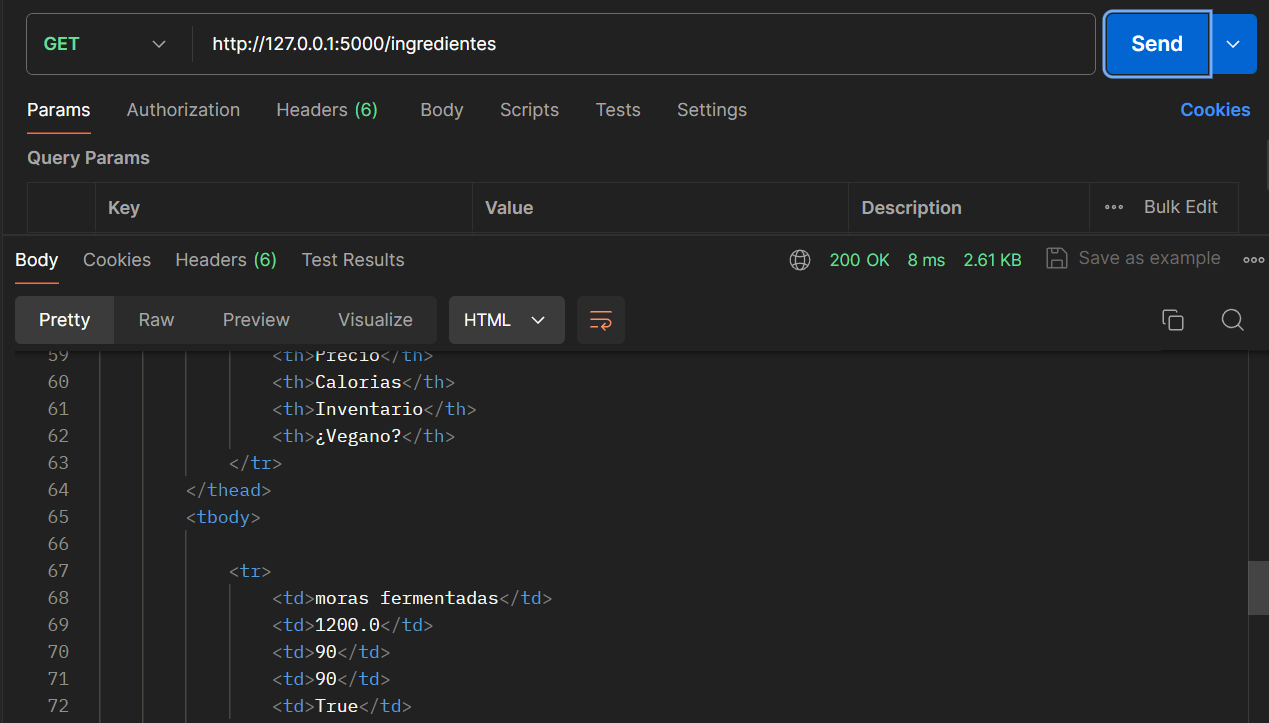 GET http://127.0.0.1:5000/ingredientes Send
Params Authorization Headers (6) Body Scripts Tests Settings Cookies
Query Params
Key Value Description Bulk Edit
Body Cookies Headers (6) Test Results 200 OK 8 ms 2.61 KB Save as example
Pretty Raw Preview Visualize HTML
59 <th>Precio</th>
60 <th>Calorias</th>
61 <th>Inventario</th>
62 <th>¿Vegano?</th>
63 </tr>
64 </thead>
65 <tbody>
66
67 <tr>
68 <td>moras fermentadas</td>
69 <td>1200.0</td>
70 <td>90</td>
71 <td>90</td>
72 <td>True</td>